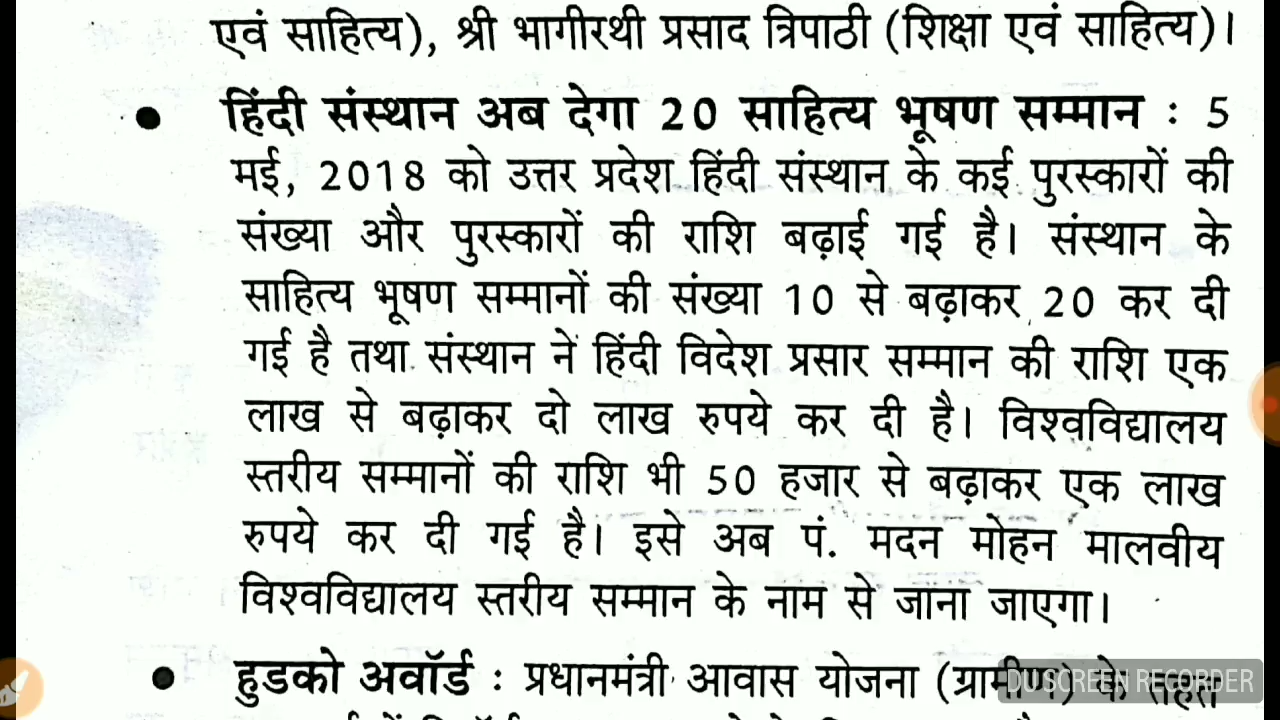 एवं साहित्य), श्री भागीरथी प्रसाद त्रिपाठी (शिक्षा एवं साहित्य)।
• हिंदी संस्थान अब देगा 20 साहित्य भूषण सम्मान : 5
मई, 2018 को उत्तर प्रदेश हिंदी संस्थान के कई पुरस्कारों की
संख्या और पुरस्कारों की राशि बढ़ाई गई है। संस्थान के
साहित्य भूषण सम्मानों की संख्या 10 से बढ़ाकर 20 कर दी
गई है तथा संस्थान नें हिंदी विदेश प्रसार सम्मान की राशि एक
लाख से बढ़ाकर दो लाख रुपये कर दी है। विश्वविद्यालय
स्तरीय सम्मानों की राशि भी 50 हजार से बढ़ाकर एक लाख
रुपये कर दी गई है। इसे अब पं. मदन मोहन मालवीय
विश्वविद्यालय स्तरीय सम्मान के नाम से जाना जाएगा।
• हुडको अवॉर्ड : प्रधानमंत्री आवास योजना (ग्रामीण) के तहत
DU SCREEN RECORDER